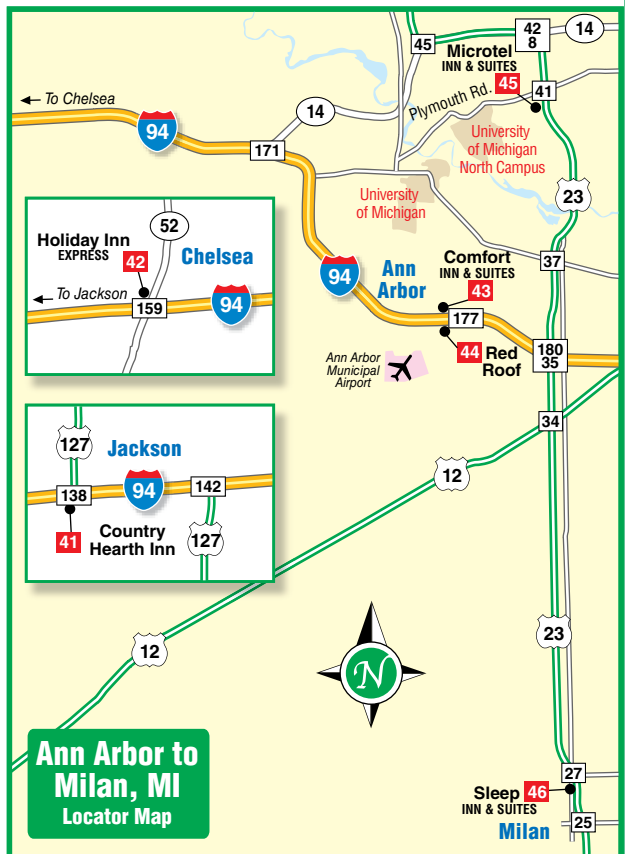 42
8
14
45
Microtel
INN & SUITES
45
Plymouth Rd.
41
← To Chelsea
94
14
171
University
of Michigan
North Campus
University
of Michigan
23
52
Holiday Inn
EXPRESS
42
Chelsea
← To Jackson
94
159
37
94
Ann
Arbor
Comfort
INN & SUITES
43
177
44 Red
Roof
180
35
Ann Arbor
Municipal
Airport
34
127
Jackson
94
142
138
41
Country
Hearth Inn
127
12
12
23
N
Ann Arbor to
Milan, MI
Locator Map
27
Sleep 46
INN & SUITES
Milan
25